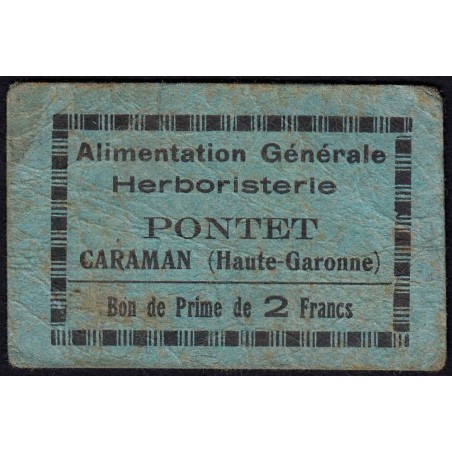 Alimentation Générale
Herboristerie
PONTET
CARAMAN (Haute-Garonne)
Bon de Prime de 2 Francs